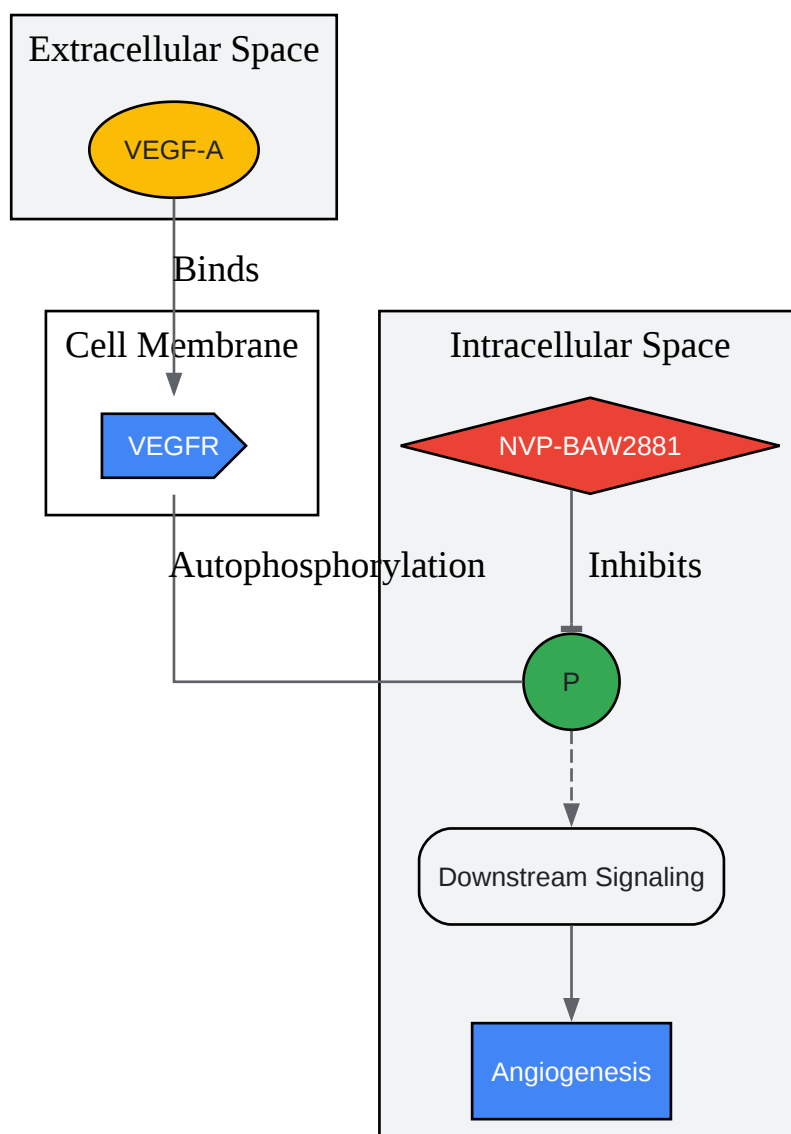 Extracellular Space
VEGF-A
Binds
Cell Membrane
Intracellular Space
VEGFR
NVP-BAW2881
Autophosphorylation
Inhibits
P
Downstream Signaling
Angiogenesis